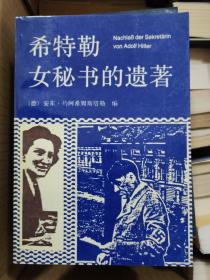 希特勒
女秘书的遗著
Nachlaß der Sekretärin
von Adolf Hitler
（德）安东·约阿希姆斯塔勒 编